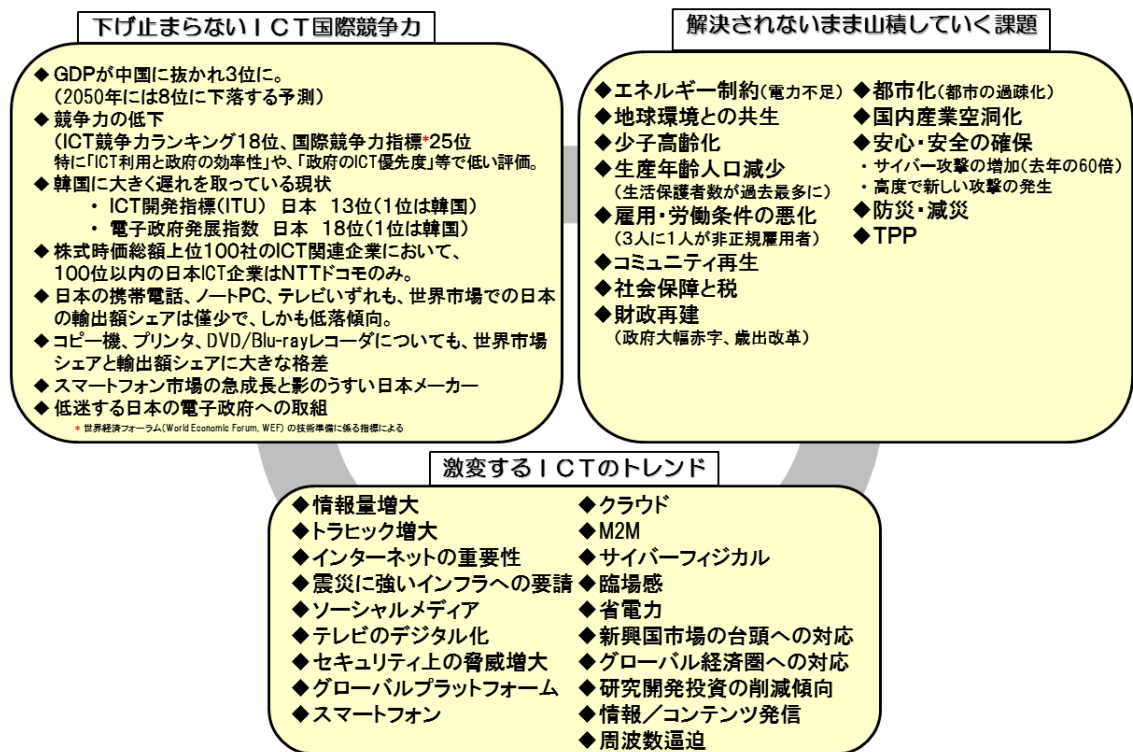 下げ止まらないICT国際競争力
◆GDPが中国に抜かれ3位に。
(2050年には8位に下落する予測)
◆競争力の低下
(ICT競争力ランキング18位、国際競争力指標*25位
特に「ICT利用と政府の効率性」や、「政府のICT優先度」等で低い評価。
◆韓国に大きく遅れを取っている現状
・ ICT開発指標(ITU) 日本 13位(1位は韓国)
・ 電子政府発展指数 日本 18位(1位は韓国)
◆株式時価総額上位100社のICT関連企業において、
100位以内の日本ICT企業はNTTドコモのみ。
◆日本の携帯電話、ノートPC、テレビいずれも、世界市場での日本
の輸出額シェアは僅少で、しかも低落傾向。
◆コピー機、プリンタ、DVD/Blu-rayレコーダについても、世界市場
シェアと輸出額シェアに大きな格差
◆スマートフォン市場の急成長と影のうすい日本メーカー
◆低迷する日本の電子政府への取組
* 世界経済フォーラム(World Economic Forum, WEF) の技術準備に係る指標による
解決されないまま山積していく課題
◆エネルギー制約(電力不足)
◆地球環境との共生
◆少子高齢化
◆生産年齢人口減少
(生活保護者数が過去最多に)
◆雇用・労働条件の悪化
(3人に1人が非正規雇用者)
◆コミュニティ再生
◆社会保障と税
◆財政再建
(政府大幅赤字、歳出改革)
◆都市化(都市の過疎化)
◆国内産業空洞化
◆安心・安全の確保
・サイバー攻撃の増加(去年の60倍)
・高度で新しい攻撃の発生
◆防災・減災
◆TPP
激変するICTのトレンド
◆情報量増大
◆トラヒック増大
◆インターネットの重要性
◆震災に強いインフラへの要請
◆ソーシャルメディア
◆テレビのデジタル化
◆セキュリティ上の脅威増大
◆グローバルプラットフォーム
◆スマートフォン
◆クラウド
◆M2M
◆サイバーフィジカル
◆臨場感
◆省電力
◆新興国市場の台頭への対応
◆グローバル経済圏への対応
◆研究開発投資の削減傾向
◆情報／コンテンツ発信
◆周波数逼迫